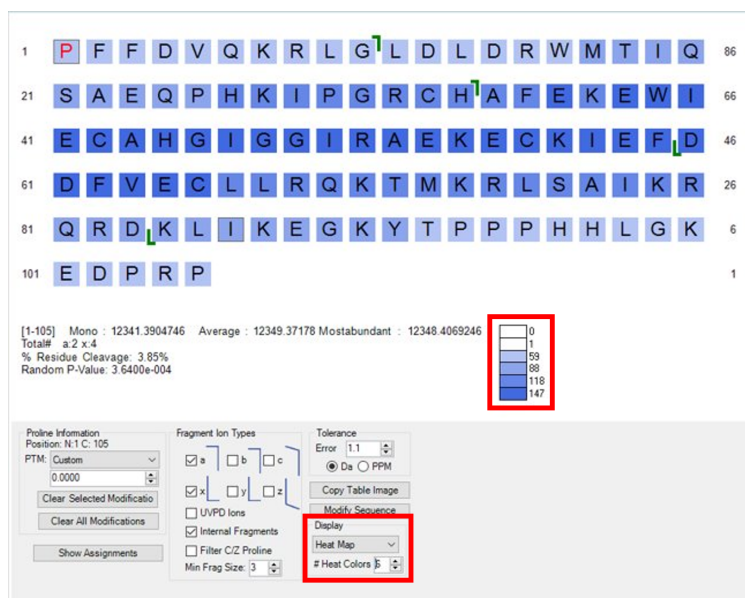 1 P F F D V Q K R L G L D L D R W M T I Q 86
21 S A E Q P H K I P G R C H A F E K E W I 66
41 E C A H G I G G I R A E K E C K I E F D 46
61 D F V E C L L R Q K T M K R L S A I K R 26
81 Q R D K L I K E G K Y T P P P H H L G K 6
101 E D P R P 1
[1-105] Mono : 12341.3904746 Average : 12349.37178 Mostabundant : 12348.4069246
Total# a:2 x:4
% Residue Cleavage: 3.85%
Random P-Value: 3.6400e-004
0
1
59
88
118
147
Proline Information
Position: N:1 C: 105
PTM: Custom
0.0000
Clear Selected Modificatio
Clear All Modifications
Show Assignments
Fragment Ion Types
a b c
x y z
UVPD Ions
Internal Fragments
Filter C/Z Proline
Min Frag Size: 3
Tolerance
Error 1.1
Da PPM
Copy Table Image
Modify Sequence
Display
Heat Map
# Heat Colors 6